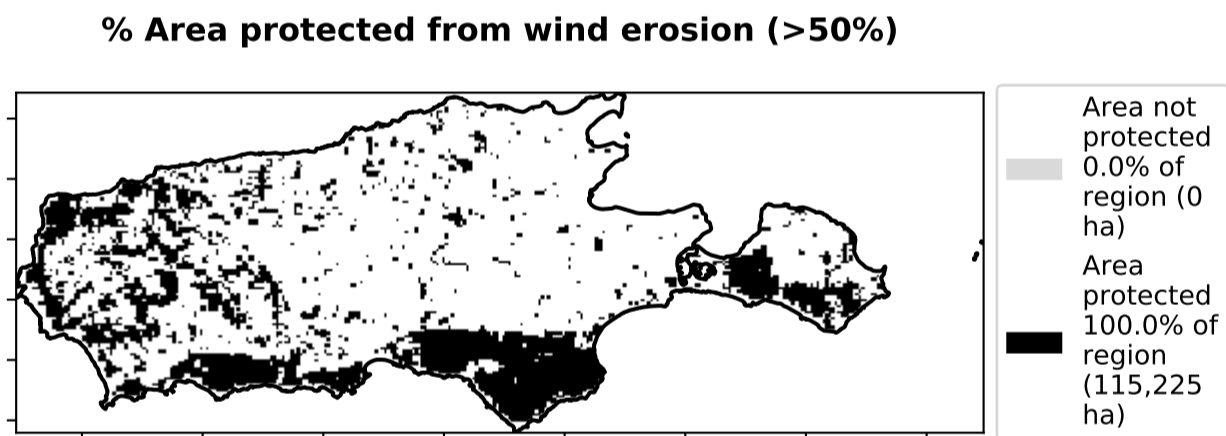 % Area protected from wind erosion (>50%)
Area not
protected
0.0% of
region (0
ha)
Area
protected
100.0% of
region
(115,225
ha)